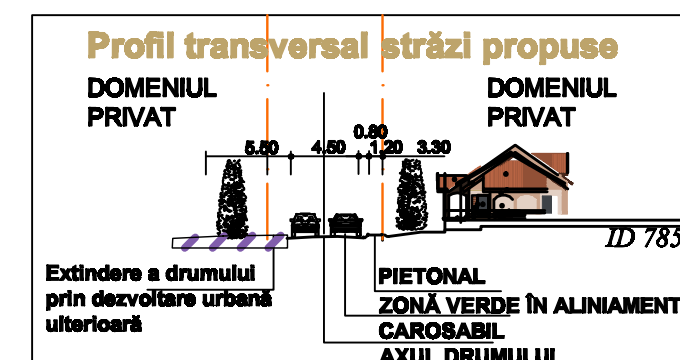 Profil transversal străzi propuse
DOMENIUL
PRIVAT
DOMENIUL
PRIVAT
0.80
5.50 4.50 1.20 3.30
ID 785
Extindere a drumului
prin dezvoltare urbană
ulterioară
PIETONAL
ZONĂ VERDE ÎN ALINIAMENT
CAROSABIL
AXUL DRUMULUI